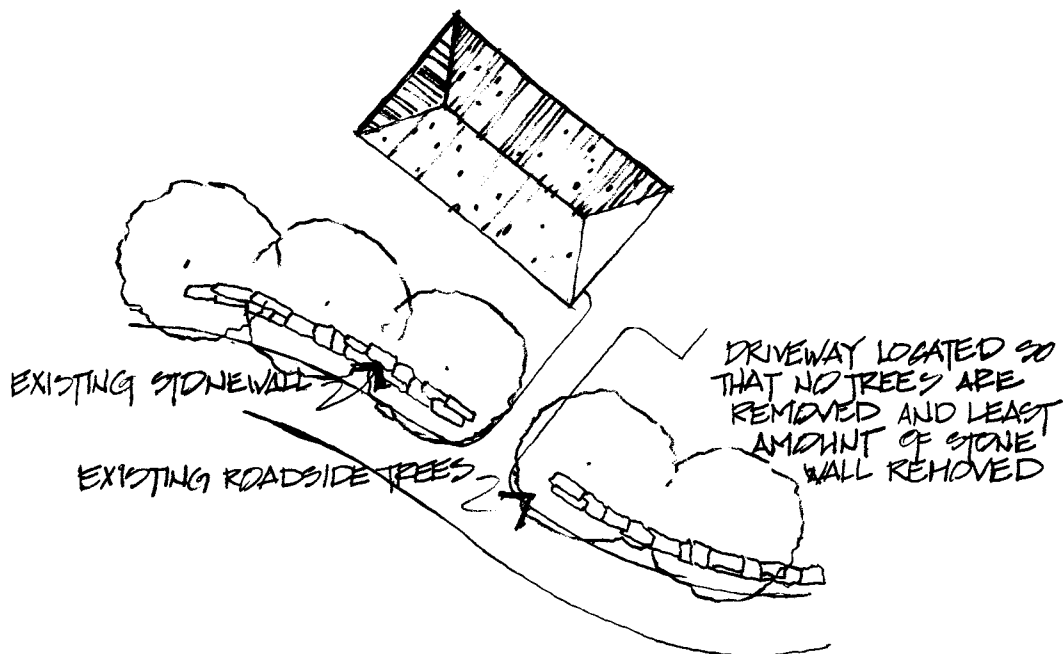 EXISTING STONEWALL
EXISTING ROADSIDE TREES
DRIVEWAY LOCATED SO
THAT NO TREES ARE
REMOVED AND LEAST
AMOUNT OF STONE
WALL REMOVED